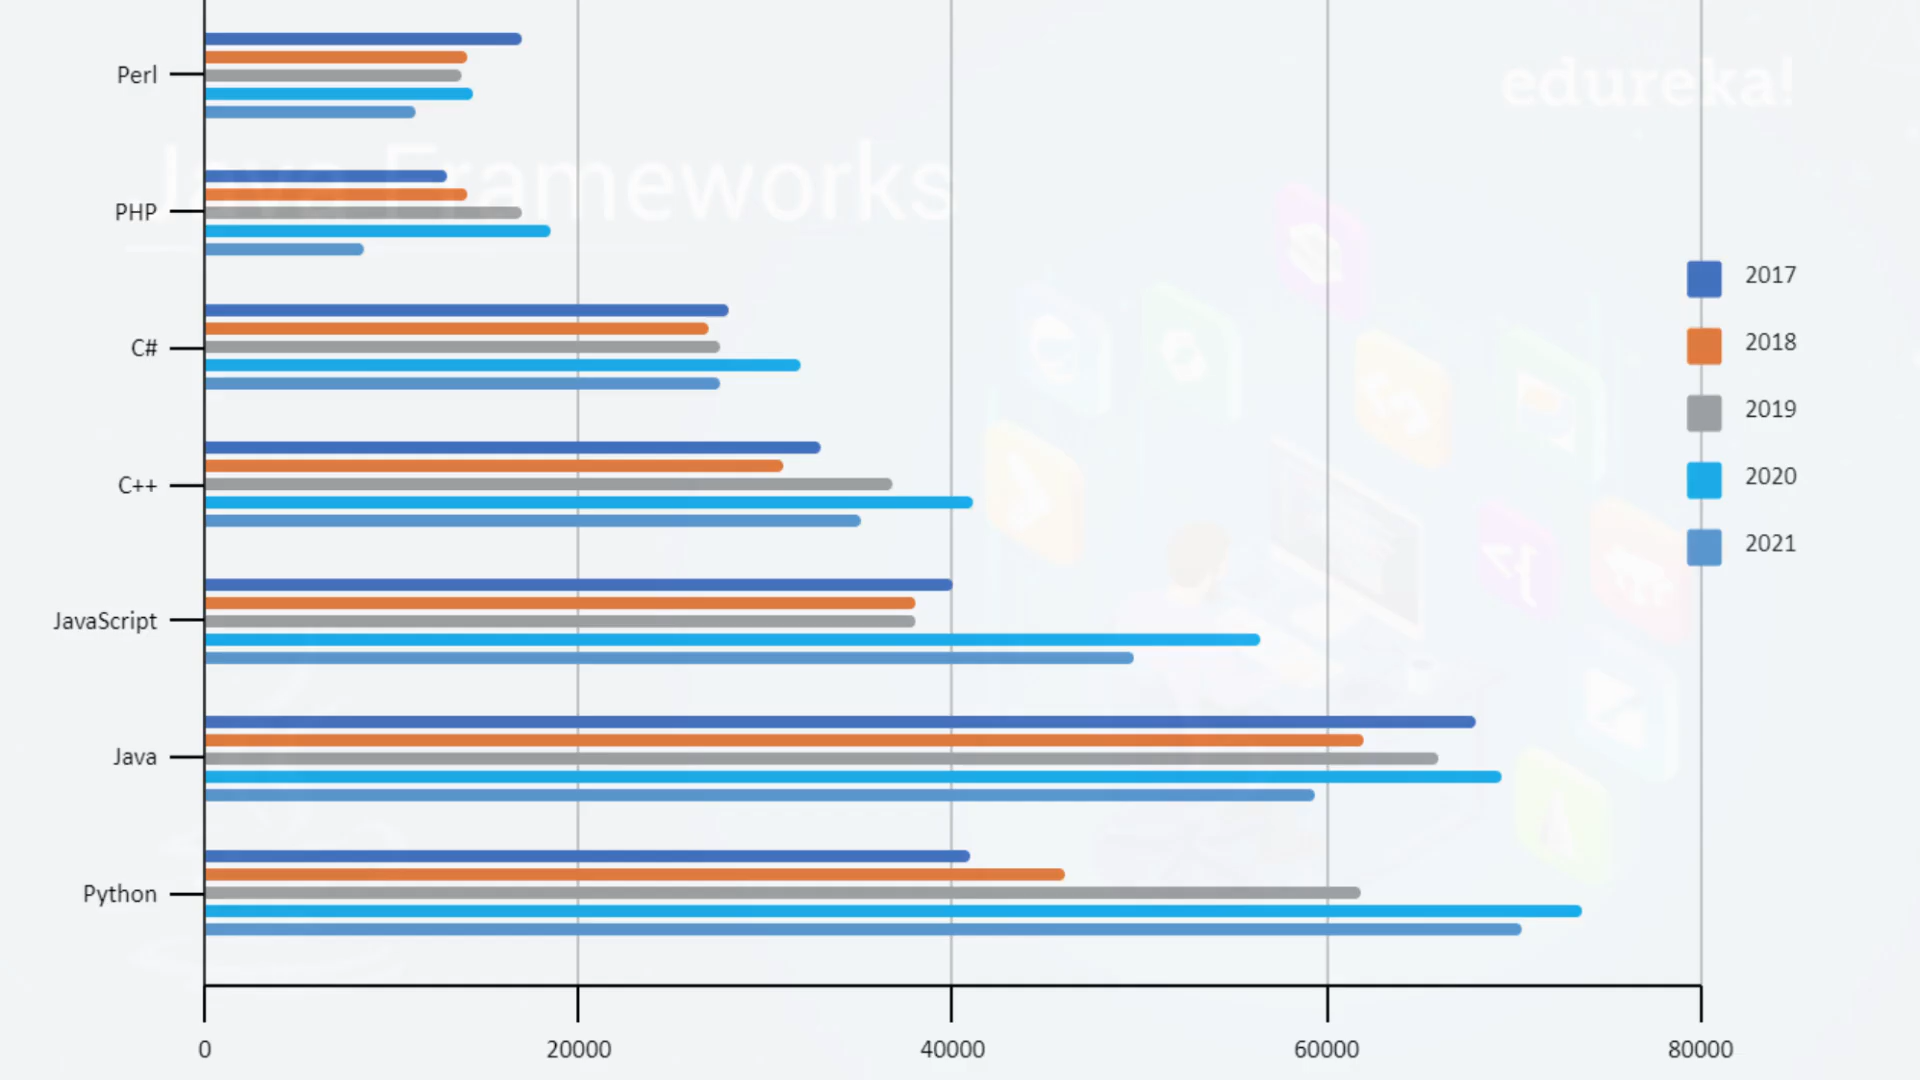 edureka!
Java Frameworks
Perl
PHP
C#
C++
JavaScript
Java
Python
2017
2018
2019
2020
2021
0 20000 40000 60000 80000